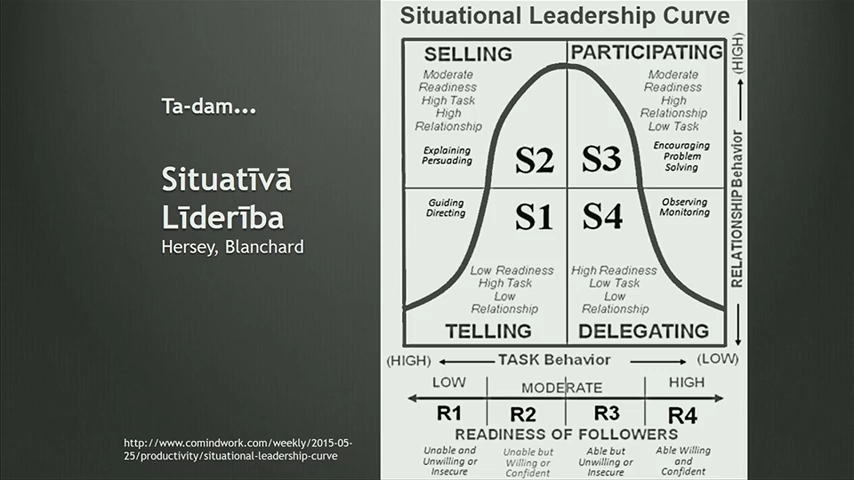 Ta-dam...
Situatīvā
Līderība
Hersey, Blanchard
http://www.comindwork.com/weekly/2015-05-
25/productivity/situational-leadership-curve
Situational Leadership Curve
SELLING
Moderate
Readiness
High Task
High
Relationship
Explaining
Persuading
S2
PARTICIPATING
Moderate
Readiness
High
Relationship
Low Task
Encouraging
Problem
Solving
S3
Guiding
Directing
S1
Low Readiness
High Task
Low
Relationship
TELLING
Observing
Monitoring
S4
High Readiness
Low Task
Low
Relationship
DELEGATING
(HIGH)
RELATIONSHIP Behavior
(LOW)
(HIGH)
TASK Behavior
LOW
MODERATE
HIGH
R1
R2
R3
R4
READINESS OF FOLLOWERS
Unable and
Unwilling or
Insecure
Unable but
Willing or
Confident
Able but
Unwilling or
Insecure
Able Willing
and
Confident